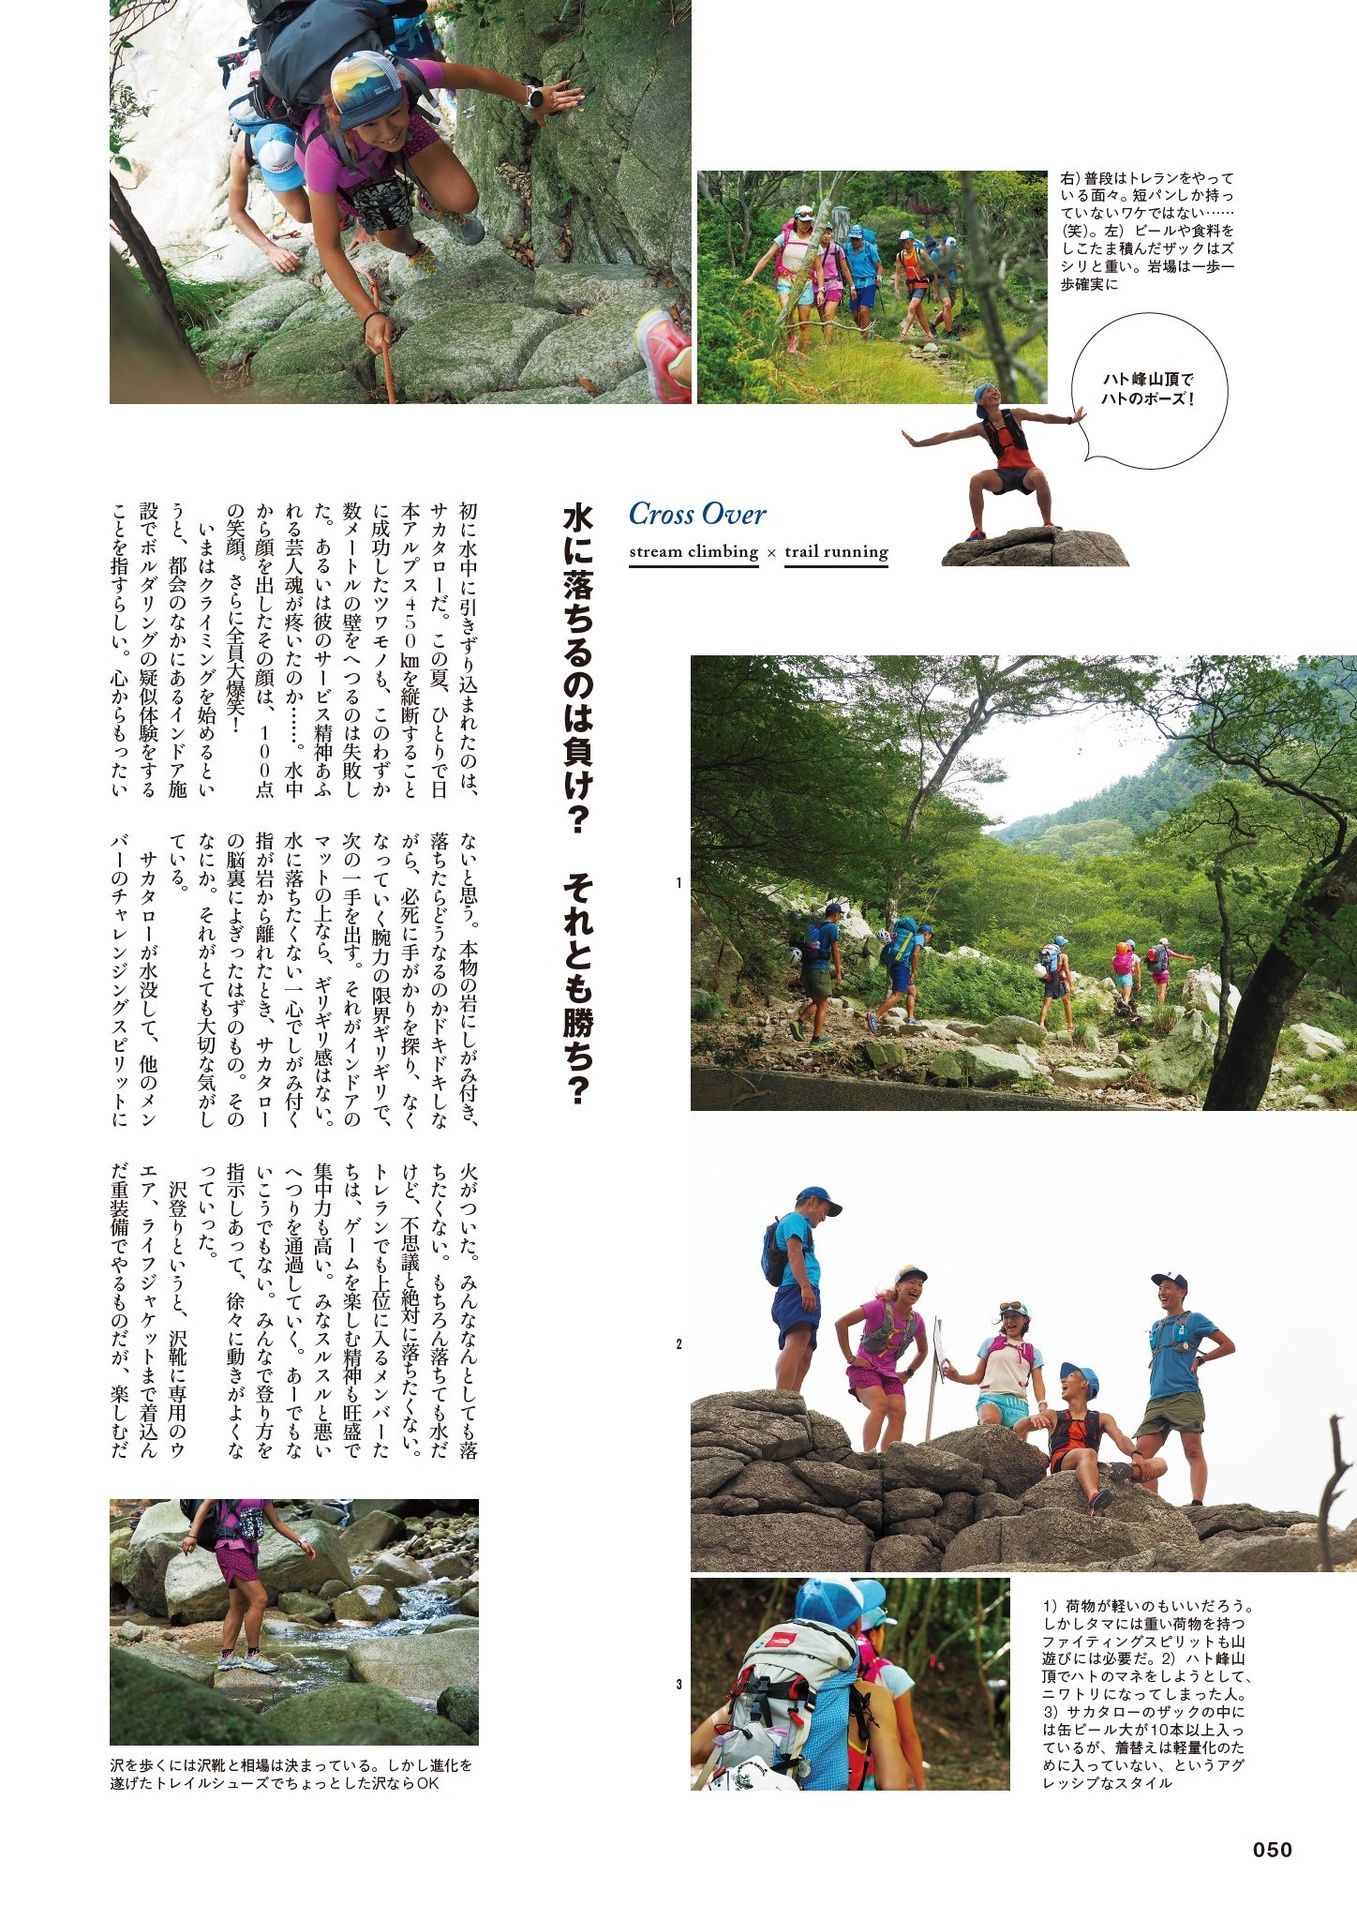 右）普段はトレランをやって
いる面々。短パンしか持っ
ていないワケではない……
（笑）。左） ビールや食料を
しこたま積んだザックはズ
シリと重い。岩場は一歩一
歩確実に
ハト峰山頂で
ハトのポーズ！
Cross Over
stream climbing × trail running
水に落ちるのは負け？　それとも勝ち？
初に水中に引きずり込まれたのは、
サカタローだ。この夏、ひとりで日
本アルプス450㎞を縦断すること
に成功したツワモノも、このわずか
数メートルの壁をへつるのは失敗し
た。あるいは彼のサービス精神あふ
れる芸人魂が疼いたのか……。水中
から顔を出したその顔は、100点
の笑顔。さらに全員大爆笑！
　いまはクライミングを始めるとい
うと、都会のなかにあるインドア施
設でボルダリングの疑似体験をする
ことを指すらしい。心からもったい
ないと思う。本物の岩にしがみ付き、
落ちたらどうなるのかドキドキしな
がら、必死に手がかりを探り、なく
なっていく腕力の限界ギリギリで、
次の一手を出す。それがインドアの
マットの上なら、ギリギリ感はない。
水に落ちたくない一心でしがみ付く
指が岩から離れたとき、サカタロー
の脳裏によぎったはずのもの。その
なにか。それがとても大切な気がし
ている。
　サカタローが水没して、他のメン
バーのチャレンジングスピリットに
火がついた。みんななんとしても落
ちたくない。もちろん落ちても水だ
けど、不思議と絶対に落ちたくない。
トレランでも上位に入るメンバーた
ちは、ゲームを楽しむ精神も旺盛で
集中力も高い。みなスルスルと悪い
へつりを通過していく。あーでもな
いこうでもない。みんなで登り方を
指示しあって、徐々に動きがよくな
っていった。
　沢登りというと、沢靴に専用のウ
エア、ライフジャケットまで着込ん
だ重装備でやるものだが、楽しむだ
1
2
3
沢を歩くには沢靴と相場は決まっている。しかし進化を
遂げたトレイルシューズでちょっとした沢ならOK
1）荷物が軽いのもいいだろう。
しかしタマには重い荷物を持つ
ファイティングスピリットも山
遊びには必要だ。2） ハト峰山
頂でハトのマネをしようとして、
ニワトリになってしまった人。
3）サカタローのザックの中に
は缶ビール大が10本以上入っ
ているが、着替えは軽量化のた
めに入っていない、というアグ
レッシブなスタイル
050